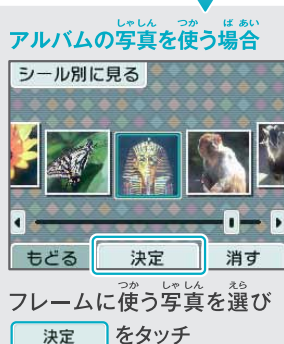 アルバムの写真を使う場合
シール別に見る
もどる 決定 消す
フレームに使う写真を選び
決定 をタッチ